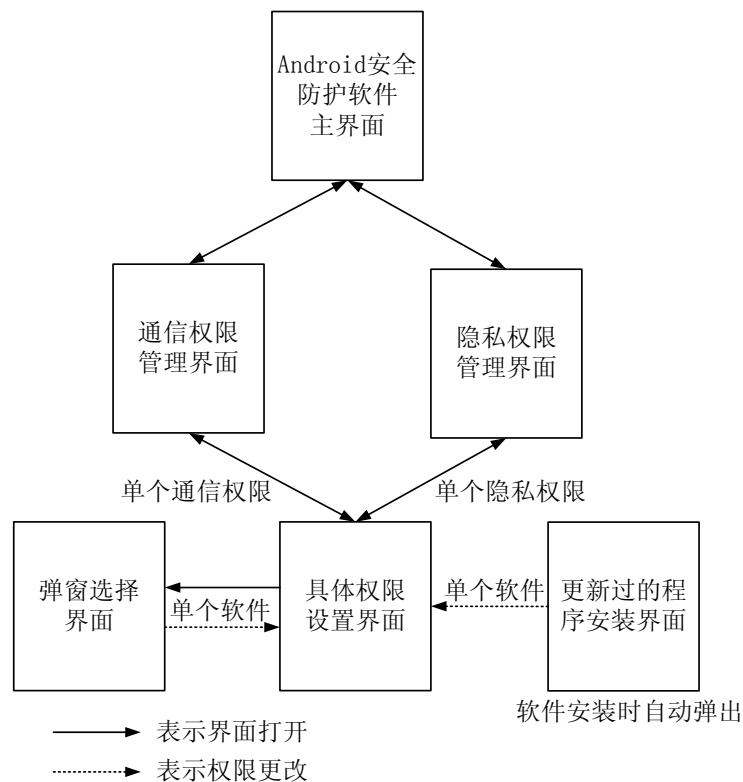 Android安全
防护软件
主界面
通信权限
管理界面
隐私权限
管理界面
单个通信权限
单个隐私权限
弹窗选择
界面
单个软件
具体权限
设置界面
单个软件
更新过的程
序安装界面
软件安装时自动弹出
表示界面打开
表示权限更改